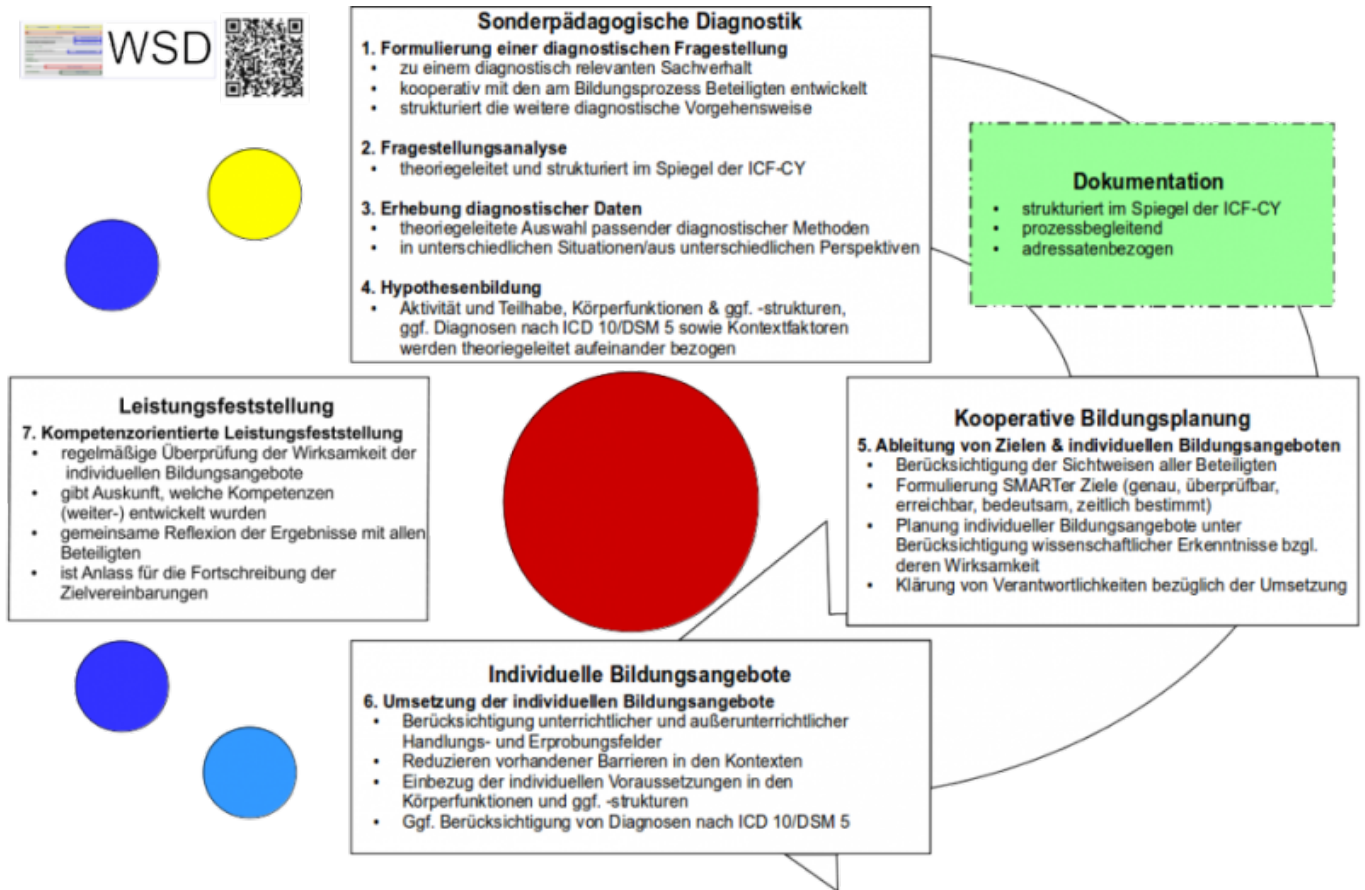 WSD
Sonderpädagogische Diagnostik
1. Formulierung einer diagnostischen Fragestellung
• zu einem diagnostisch relevanten Sachverhalt
• kooperativ mit den am Bildungsprozess Beteiligten entwickelt
• strukturiert die weitere diagnostische Vorgehensweise
2. Fragestellungsanalyse
• theoriegeleitet und strukturiert im Spiegel der ICF-CY
3. Erhebung diagnostischer Daten
• theoriegeleitete Auswahl passender diagnostischer Methoden
• in unterschiedlichen Situationen/aus unterschiedlichen Perspektiven
4. Hypothesenbildung
• Aktivität und Teilhabe, Körperfunktionen & ggf. -strukturen,
ggf. Diagnosen nach ICD 10/DSM 5 sowie Kontextfaktoren
werden theoriegeleitet aufeinander bezogen
Dokumentation
• strukturiert im Spiegel der ICF-CY
• prozessbegleitend
• adressatenbezogen
Leistungsfeststellung
7. Kompetenzorientierte Leistungsfeststellung
• regelmäßige Überprüfung der Wirksamkeit der
individuellen Bildungsangebote
• gibt Auskunft, welche Kompetenzen
(weiter-) entwickelt wurden
• gemeinsame Reflexion der Ergebnisse mit allen
Beteiligten
• ist Anlass für die Fortschreibung der
Zielvereinbarungen
Kooperative Bildungsplanung
5. Ableitung von Zielen & individuellen Bildungsangeboten
• Berücksichtigung der Sichtweisen aller Beteiligten
• Formulierung SMARTer Ziele (genau, überprüfbar,
erreichbar, bedeutsam, zeitlich bestimmt)
• Planung individueller Bildungsangebote unter
Berücksichtigung wissenschaftlicher Erkenntnisse bzgl.
deren Wirksamkeit
• Klärung von Verantwortlichkeiten bezüglich der Umsetzung
Individuelle Bildungsangebote
6. Umsetzung der individuellen Bildungsangebote
• Berücksichtigung unterrichtlicher und außerunterrichtlicher
Handlungs- und Erprobungsfelder
• Reduzieren vorhandener Barrieren in den Kontexten
• Einbezug der individuellen Voraussetzungen in den
Körperfunktionen und ggf. -strukturen
• Ggf. Berücksichtigung von Diagnosen nach ICD 10/DSM 5